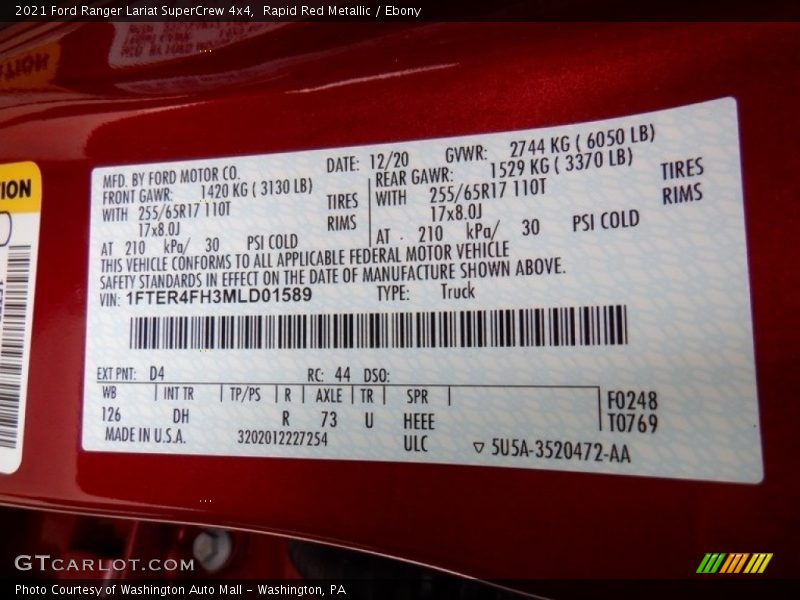 2021 Ford Ranger Lariat SuperCrew 4x4, Rapid Red Metallic / Ebony
ION
MFD. BY FORD MOTOR CO.
DATE: 12/20
GVWR: 2744 KG ( 6050 LB)
FRONT GAWR: 1420 KG ( 3130 LB)
WITH 255/65R17 110T TIRES
17x8.0J RIMS
AT 210 kPa/ 30 PSI COLD
REAR GAWR: 1529 KG ( 3370 LB)
WITH 255/65R17 110T TIRES
17x8.0J RIMS
AT 210 kPa/ 30 PSI COLD
THIS VEHICLE CONFORMS TO ALL APPLICABLE FEDERAL MOTOR VEHICLE
SAFETY STANDARDS IN EFFECT ON THE DATE OF MANUFACTURE SHOWN ABOVE.
VIN: 1FTER4FH3MLD01589 TYPE: Truck
EXT PNT: D4 RC: 44 DSO:
WB INT TR TP/PS R AXLE TR SPR
126 DH R 73 U HEEE
F0248
T0769
MADE IN U.S.A. 3202012227254 ULC ▽ 5U5A-3520472-AA
GTCARLOT.COM
Photo Courtesy of Washington Auto Mall - Washington, PA